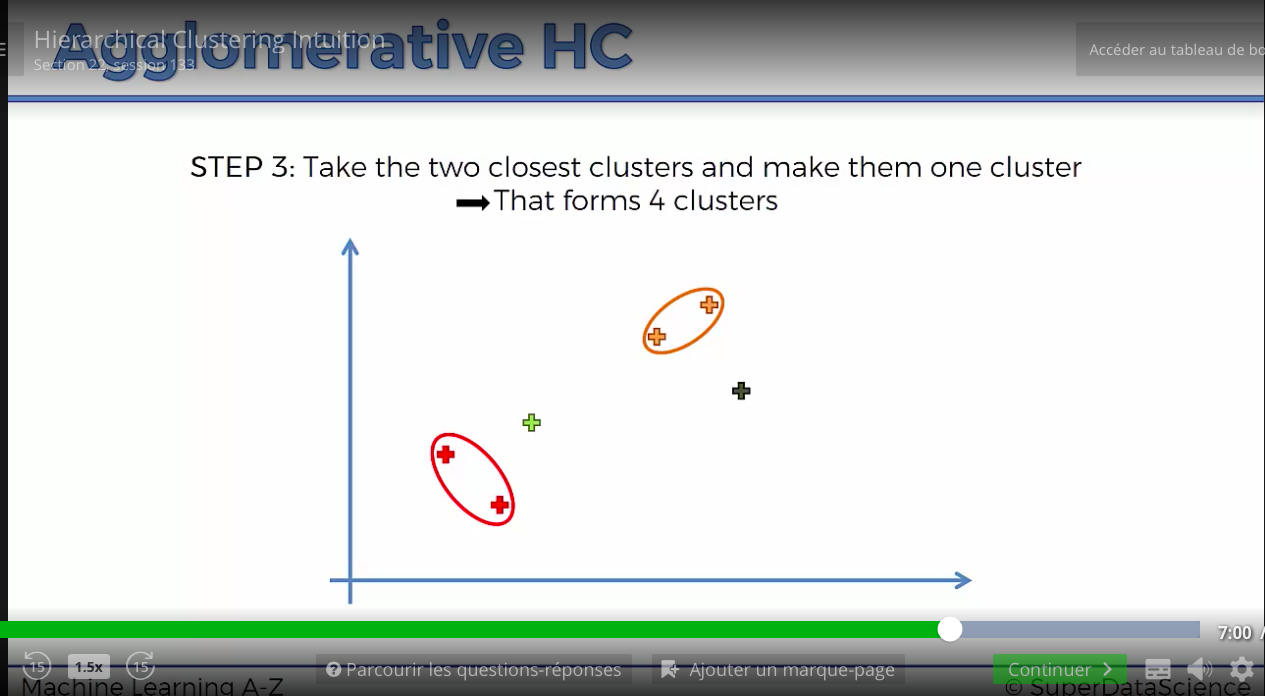 Agglomerative HC
Hierarchical Clustering Intuition
Section 22, session 133
Accéder au tableau de bo
STEP 3: Take the two closest clusters and make them one cluster
That forms 4 clusters
7:00 /
15
1.5x
15
? Parcourir les questions-réponses
Ajouter un marque-page
Continuer
Machine Learning A-Z
© SuperDataScience